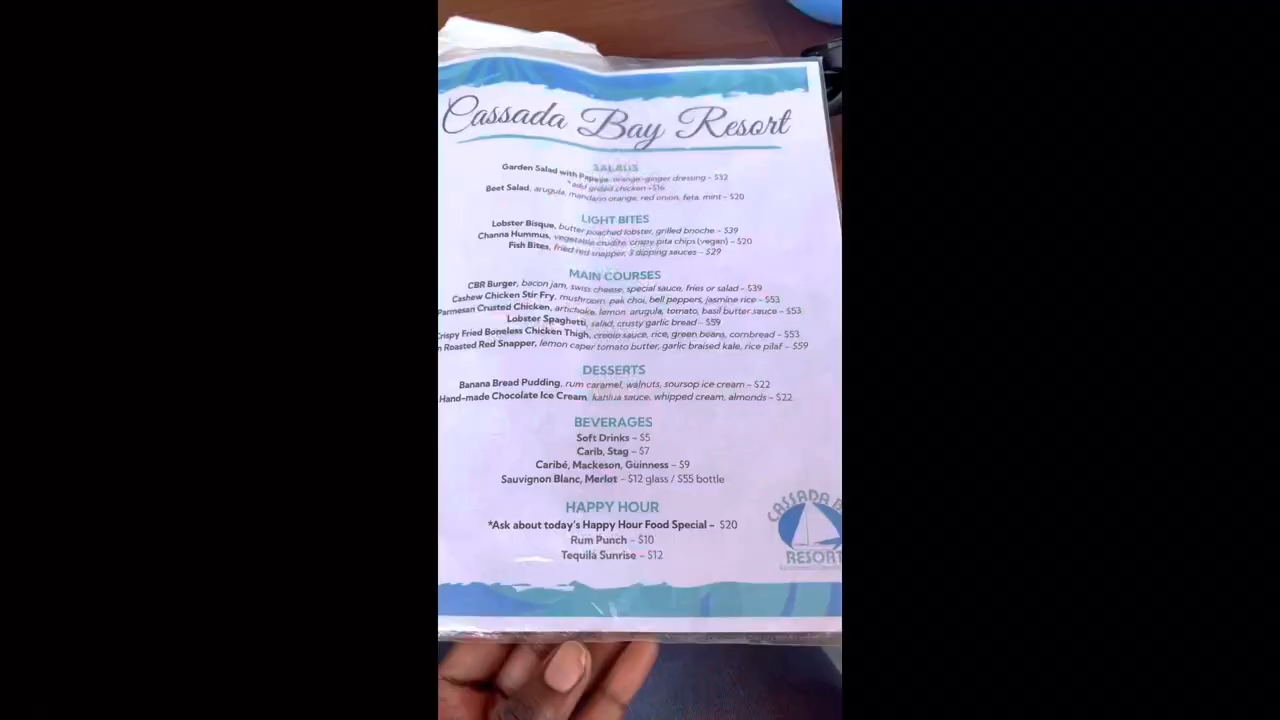 Cassada Bay Resort
SALADS
Garden Salad with Papaya, orange-ginger dressing - $32
*add grilled chicken +$16
Beet Salad, arugula, mandarin orange, red onion, feta, mint - $20
LIGHT BITES
Lobster Bisque, butter poached lobster, grilled brioche - $39
Channa Hummus, vegetable crudite, crispy pita chips (vegan) - $20
Fish Bites, fried red snapper, 3 dipping sauces - $29
MAIN COURSES
CBR Burger, bacon jam, swiss cheese, special sauce, fries or salad - $39
Cashew Chicken Stir Fry, mushroom, pak choi, bell peppers, jasmine rice - $53
Parmesan Crusted Chicken, artichoke, lemon, arugula, tomato, basil butter sauce - $53
Lobster Spaghetti, salad, crusty garlic bread - $59
Crispy Fried Boneless Chicken Thigh, creole sauce, rice, green beans, cornbread - $53
n Roasted Red Snapper, lemon caper tomato butter, garlic braised kale, rice pilaf - $59
DESSERTS
Banana Bread Pudding, rum caramel, walnuts, soursop ice cream - $22
Hand-made Chocolate Ice Cream, kahlua sauce, whipped cream, almonds - $22
BEVERAGES
Soft Drinks - $5
Carib, Stag - $7
Caribé, Mackeson, Guinness - $9
Sauvignon Blanc, Merlot - $12 glass / $55 bottle
HAPPY HOUR
*Ask about today's Happy Hour Food Special - $20
Rum Punch - $10
Tequila Sunrise - $12
CASSADA B
RESORT